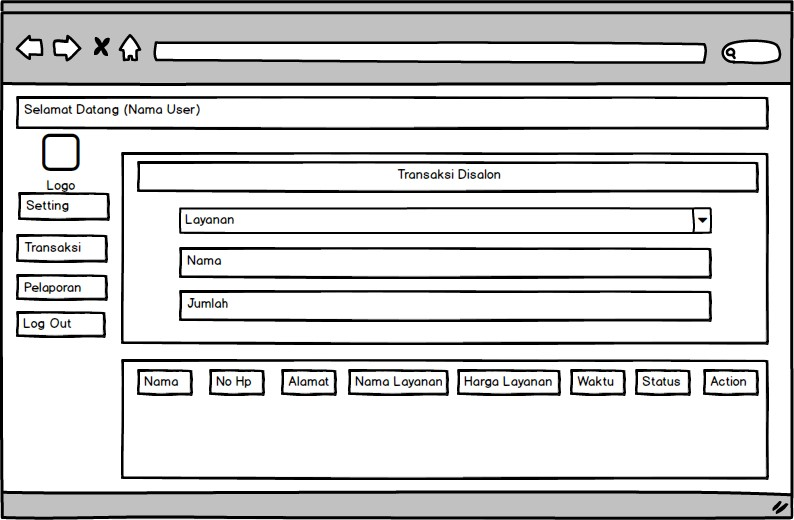 Selamat Datang (Nama User)
Logo
Setting
Transaksi
Pelaporan
Log Out
Transaksi Disalon
Layanan
Nama
Jumlah
Nama No Hp Alamat Nama Layanan Harga Layanan Waktu Status Action